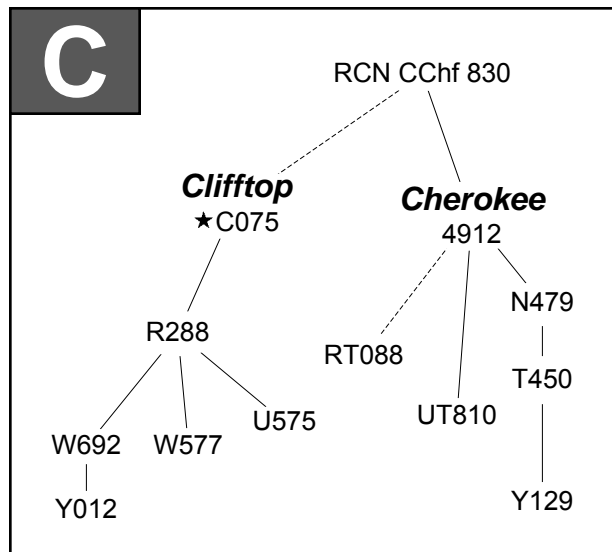 C
RCN CChf 830
Clifftop
★C075
Cherokee
4912
R288
RT088
N479
T450
UT810
U575
W692
W577
Y012
Y129